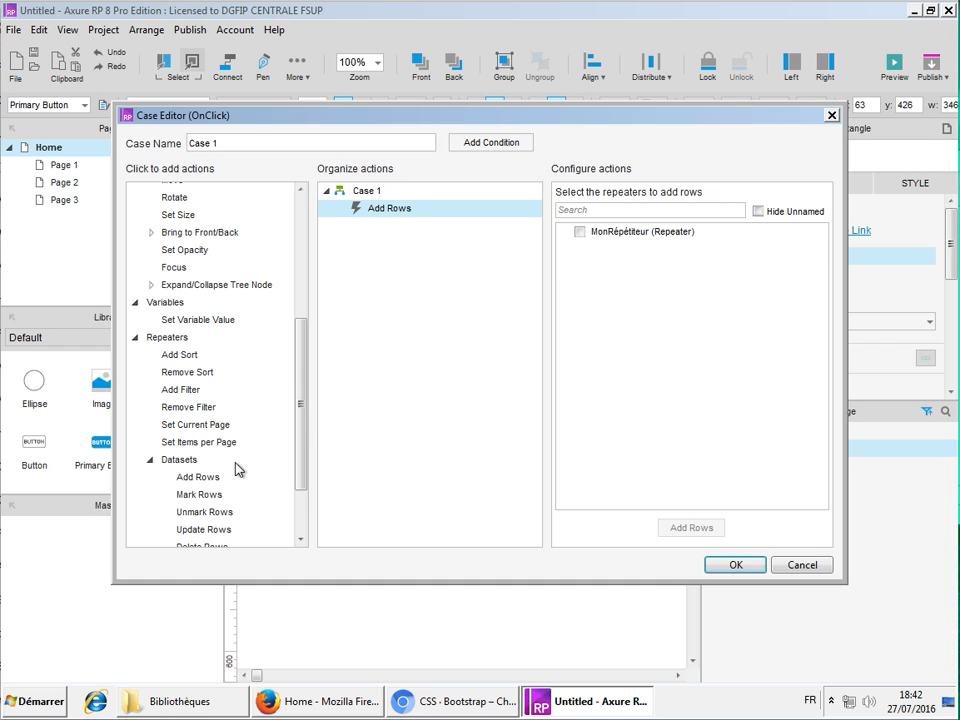 Untitled - Axure RP 8 Pro Edition : Licensed to DGFIP CENTRALE FSUP
File Edit View Project Arrange Publish Account Help
Undo
Redo
100%
File Clipboard Select Connect Pen More Zoom Front Back Group Ungroup Align Distribute Lock Unlock Left Right Preview Publish
Primary Button
63 y: 426 w: 346
RP Case Editor (OnClick)
Case Name Case 1 Add Condition
Click to add actions Organize actions Configure actions
Home
Page 1
Page 2
Page 3
Default
Ellipse
Button
STYLE
Link
Rotate
Set Size
Bring to Front/Back
Set Opacity
Focus
Expand/Collapse Tree Node
Variables
Set Variable Value
Repeaters
Add Sort
Remove Sort
Add Filter
Remove Filter
Set Current Page
Set Items per Page
Datasets
Add Rows
Mark Rows
Unmark Rows
Update Rows
Delete Rows
Case 1
Add Rows
Select the repeaters to add rows
Search Hide Unnamed
MonRépétiteur (Repeater)
Add Rows
OK Cancel
600
Démarrer Bibliothèques Home - Mozilla Fire... CSS · Bootstrap – Ch... RP Untitled - Axure R... FR 18:42
27/07/2016